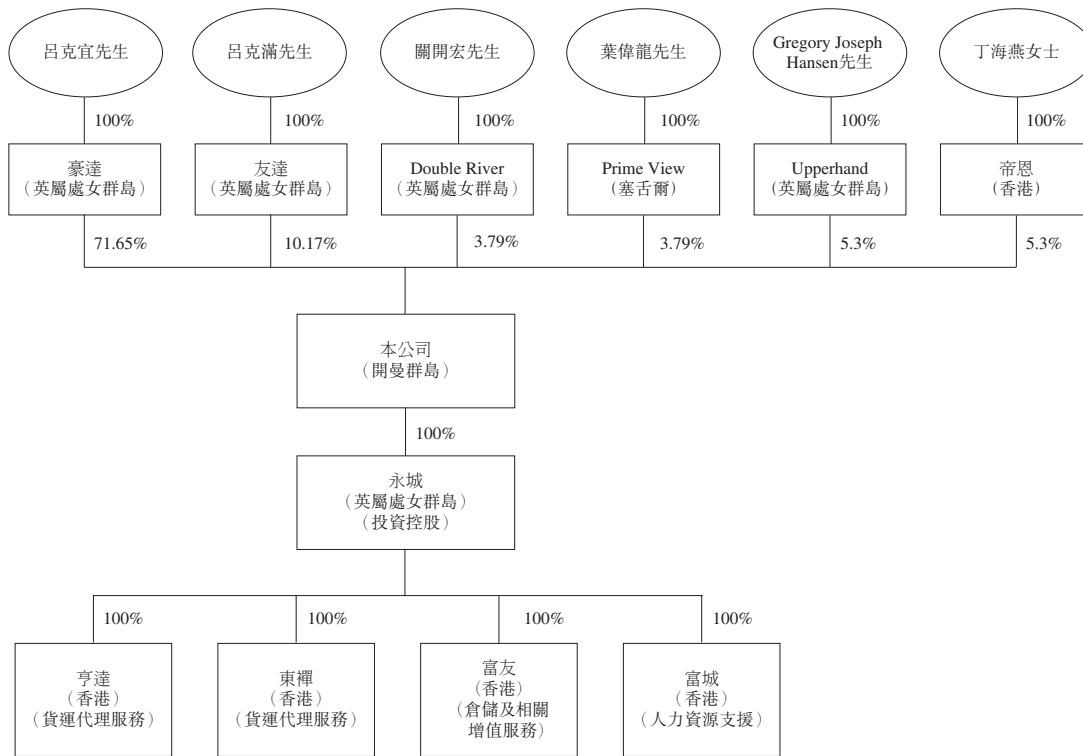 呂克宜先生
呂克滿先生
關開宏先生
葉偉龍先生
Gregory Joseph
Hansen先生
丁海燕女士
100%
100%
100%
100%
100%
100%
豪達
(英屬處女群島)
友達
(英屬處女群島)
Double River
(英屬處女群島)
Prime View
(塞舌爾)
Upperhand
(英屬處女群島)
帝恩
(香港)
71.65%
10.17%
3.79%
3.79%
5.3%
5.3%
本公司
(開曼群島)
100%
永城
(英屬處女群島)
(投資控股)
100%
100%
100%
100%
亨達
(香港)
(貨運代理服務)
東禪
(香港)
(貨運代理服務)
富友
(香港)
(倉儲及相關
增值服務)
富城
(香港)
(人力資源支援)